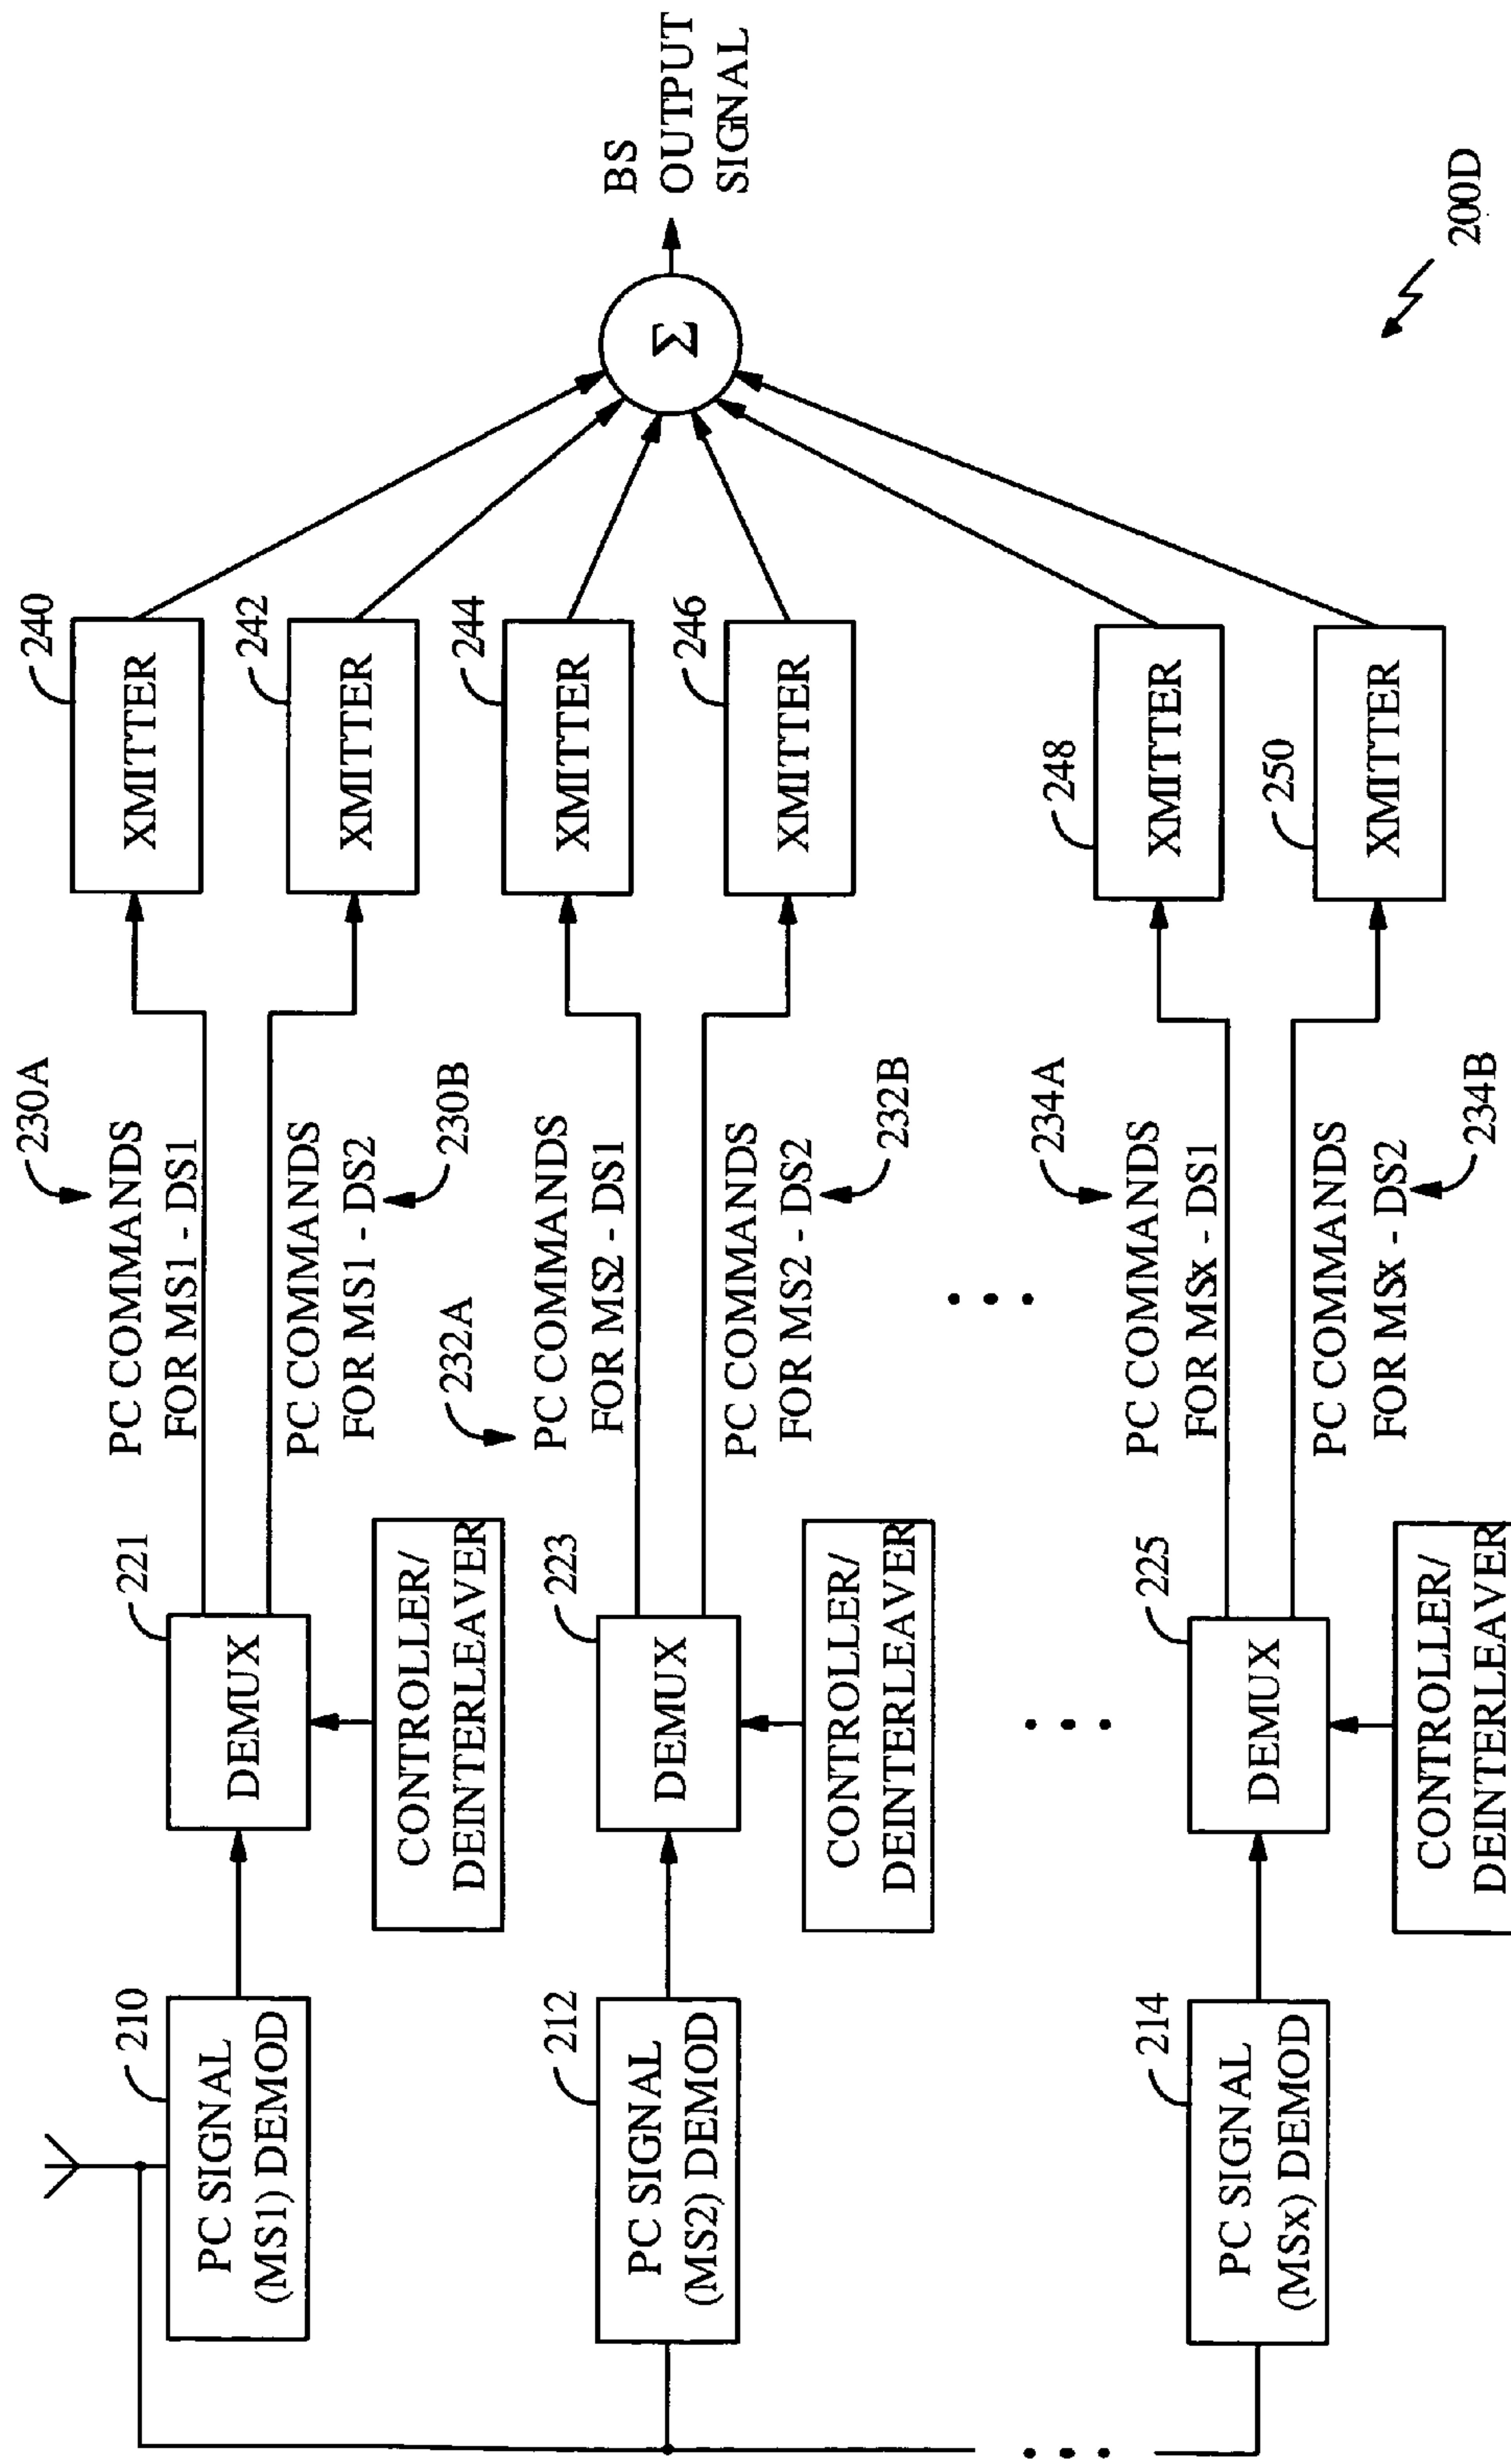 210
PC SIGNAL
(MS1) DEMOD
221
DEMUX
CONTROLLER/
DEINTERLEAVER
230A
PC COMMANDS
FOR MS1 - DS1
PC COMMANDS
FOR MS1 - DS2
230B
240
XMITTER
242
XMITTER
212
PC SIGNAL
(MS2) DEMOD
223
DEMUX
CONTROLLER/
DEINTERLEAVER
232A
PC COMMANDS
FOR MS2 - DS1
PC COMMANDS
FOR MS2 - DS2
232B
244
XMITTER
246
XMITTER
Σ
BS
OUTPUT
SIGNAL
214
PC SIGNAL
(MSx) DEMOD
225
DEMUX
CONTROLLER/
DEINTERLEAVER
234A
PC COMMANDS
FOR MSx - DS1
PC COMMANDS
FOR MSx - DS2
234B
248
XMITTER
250
XMITTER
200D